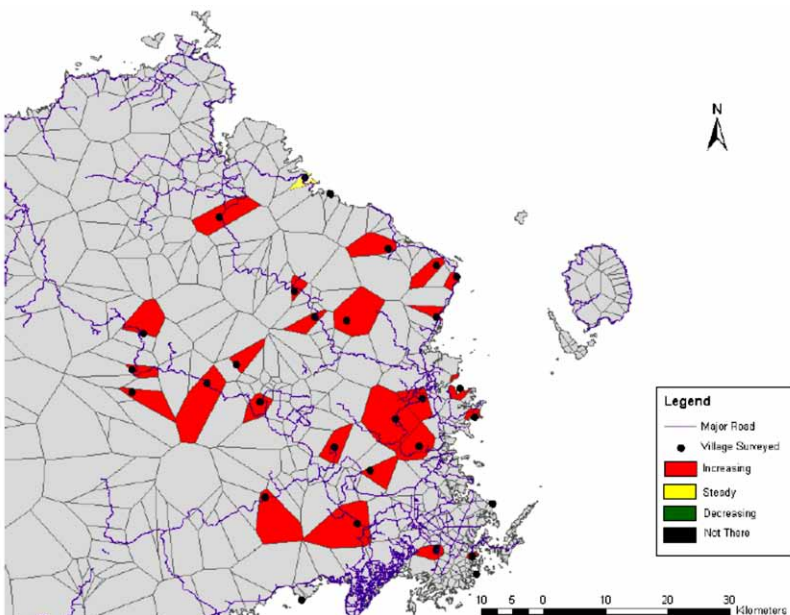 N
Legend
Major Road
Village Surveyed
Increasing
Steady
Decreasing
Not There
10 5 0 10 20 30 Kilometers